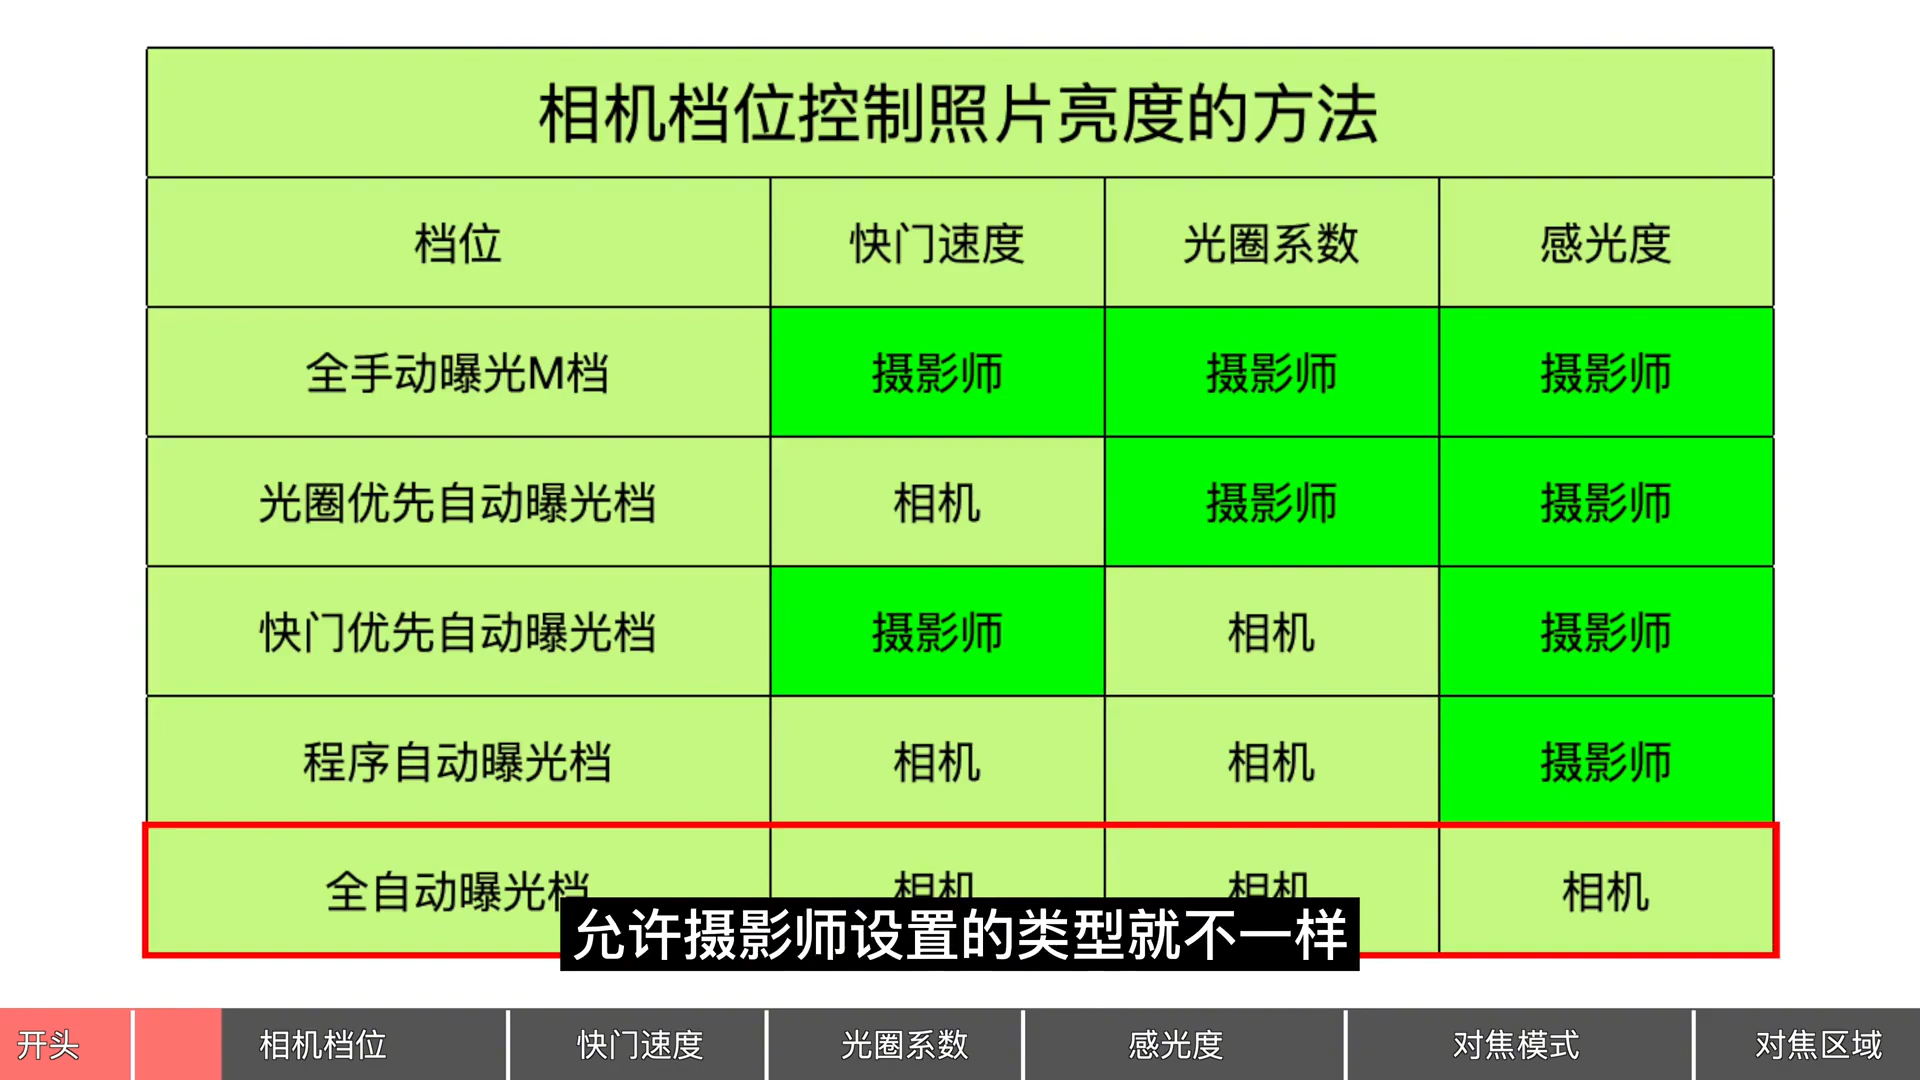 相机档位控制照片亮度的方法
档位 快门速度 光圈系数 感光度
全手动曝光M档 摄影师 摄影师 摄影师
光圈优先自动曝光档 相机 摄影师 摄影师
快门优先自动曝光档 摄影师 相机 摄影师
程序自动曝光档 相机 相机 摄影师
全自动曝光档 相机 相机 相机
允许摄影师设置的类型就不一样
开头 相机档位 快门速度 光圈系数 感光度 对焦模式 对焦区域